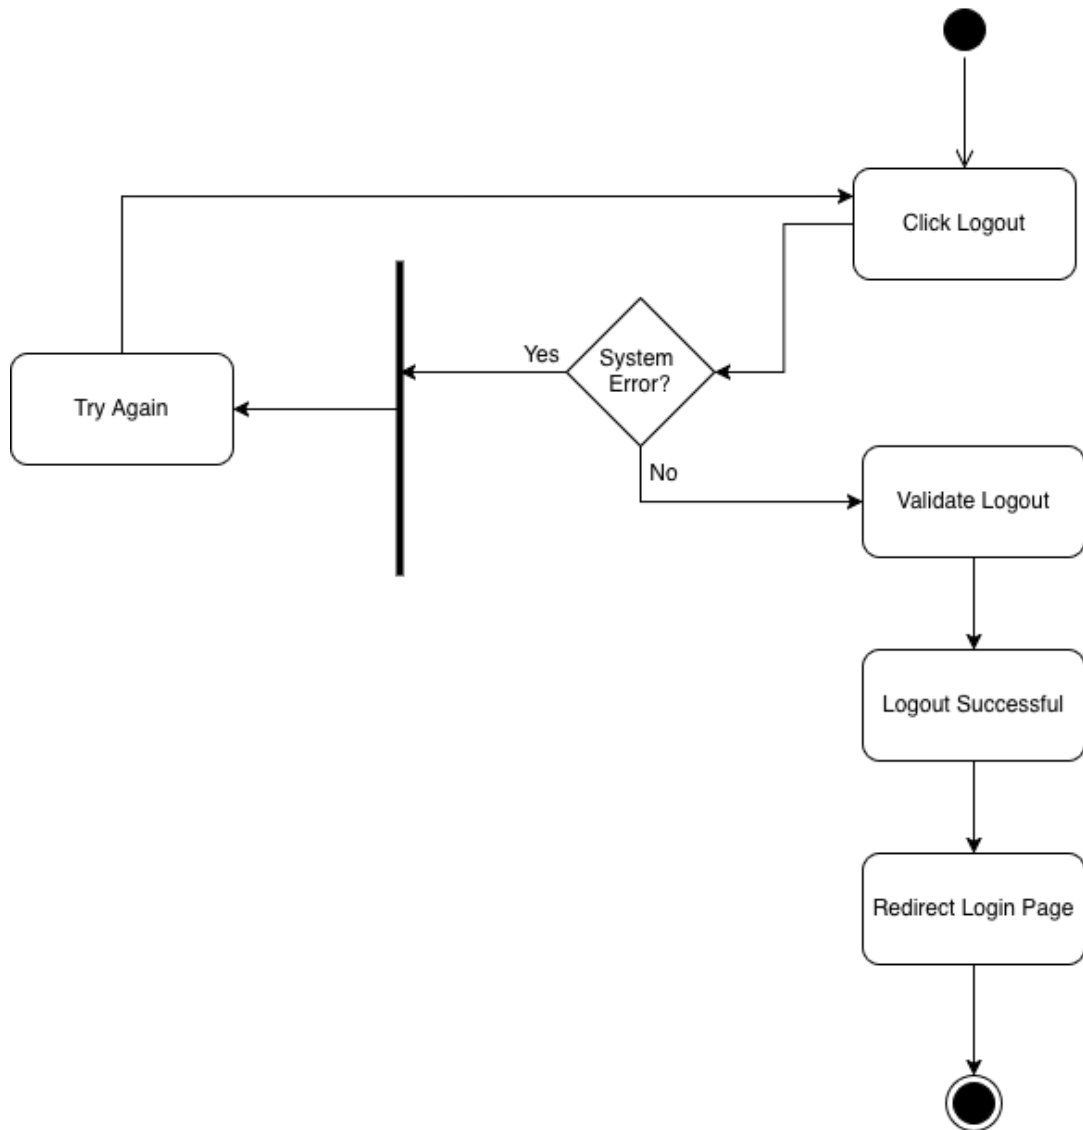 Click Logout
Yes
System
Error?
Try Again
No
Validate Logout
Logout Successful
Redirect Login Page